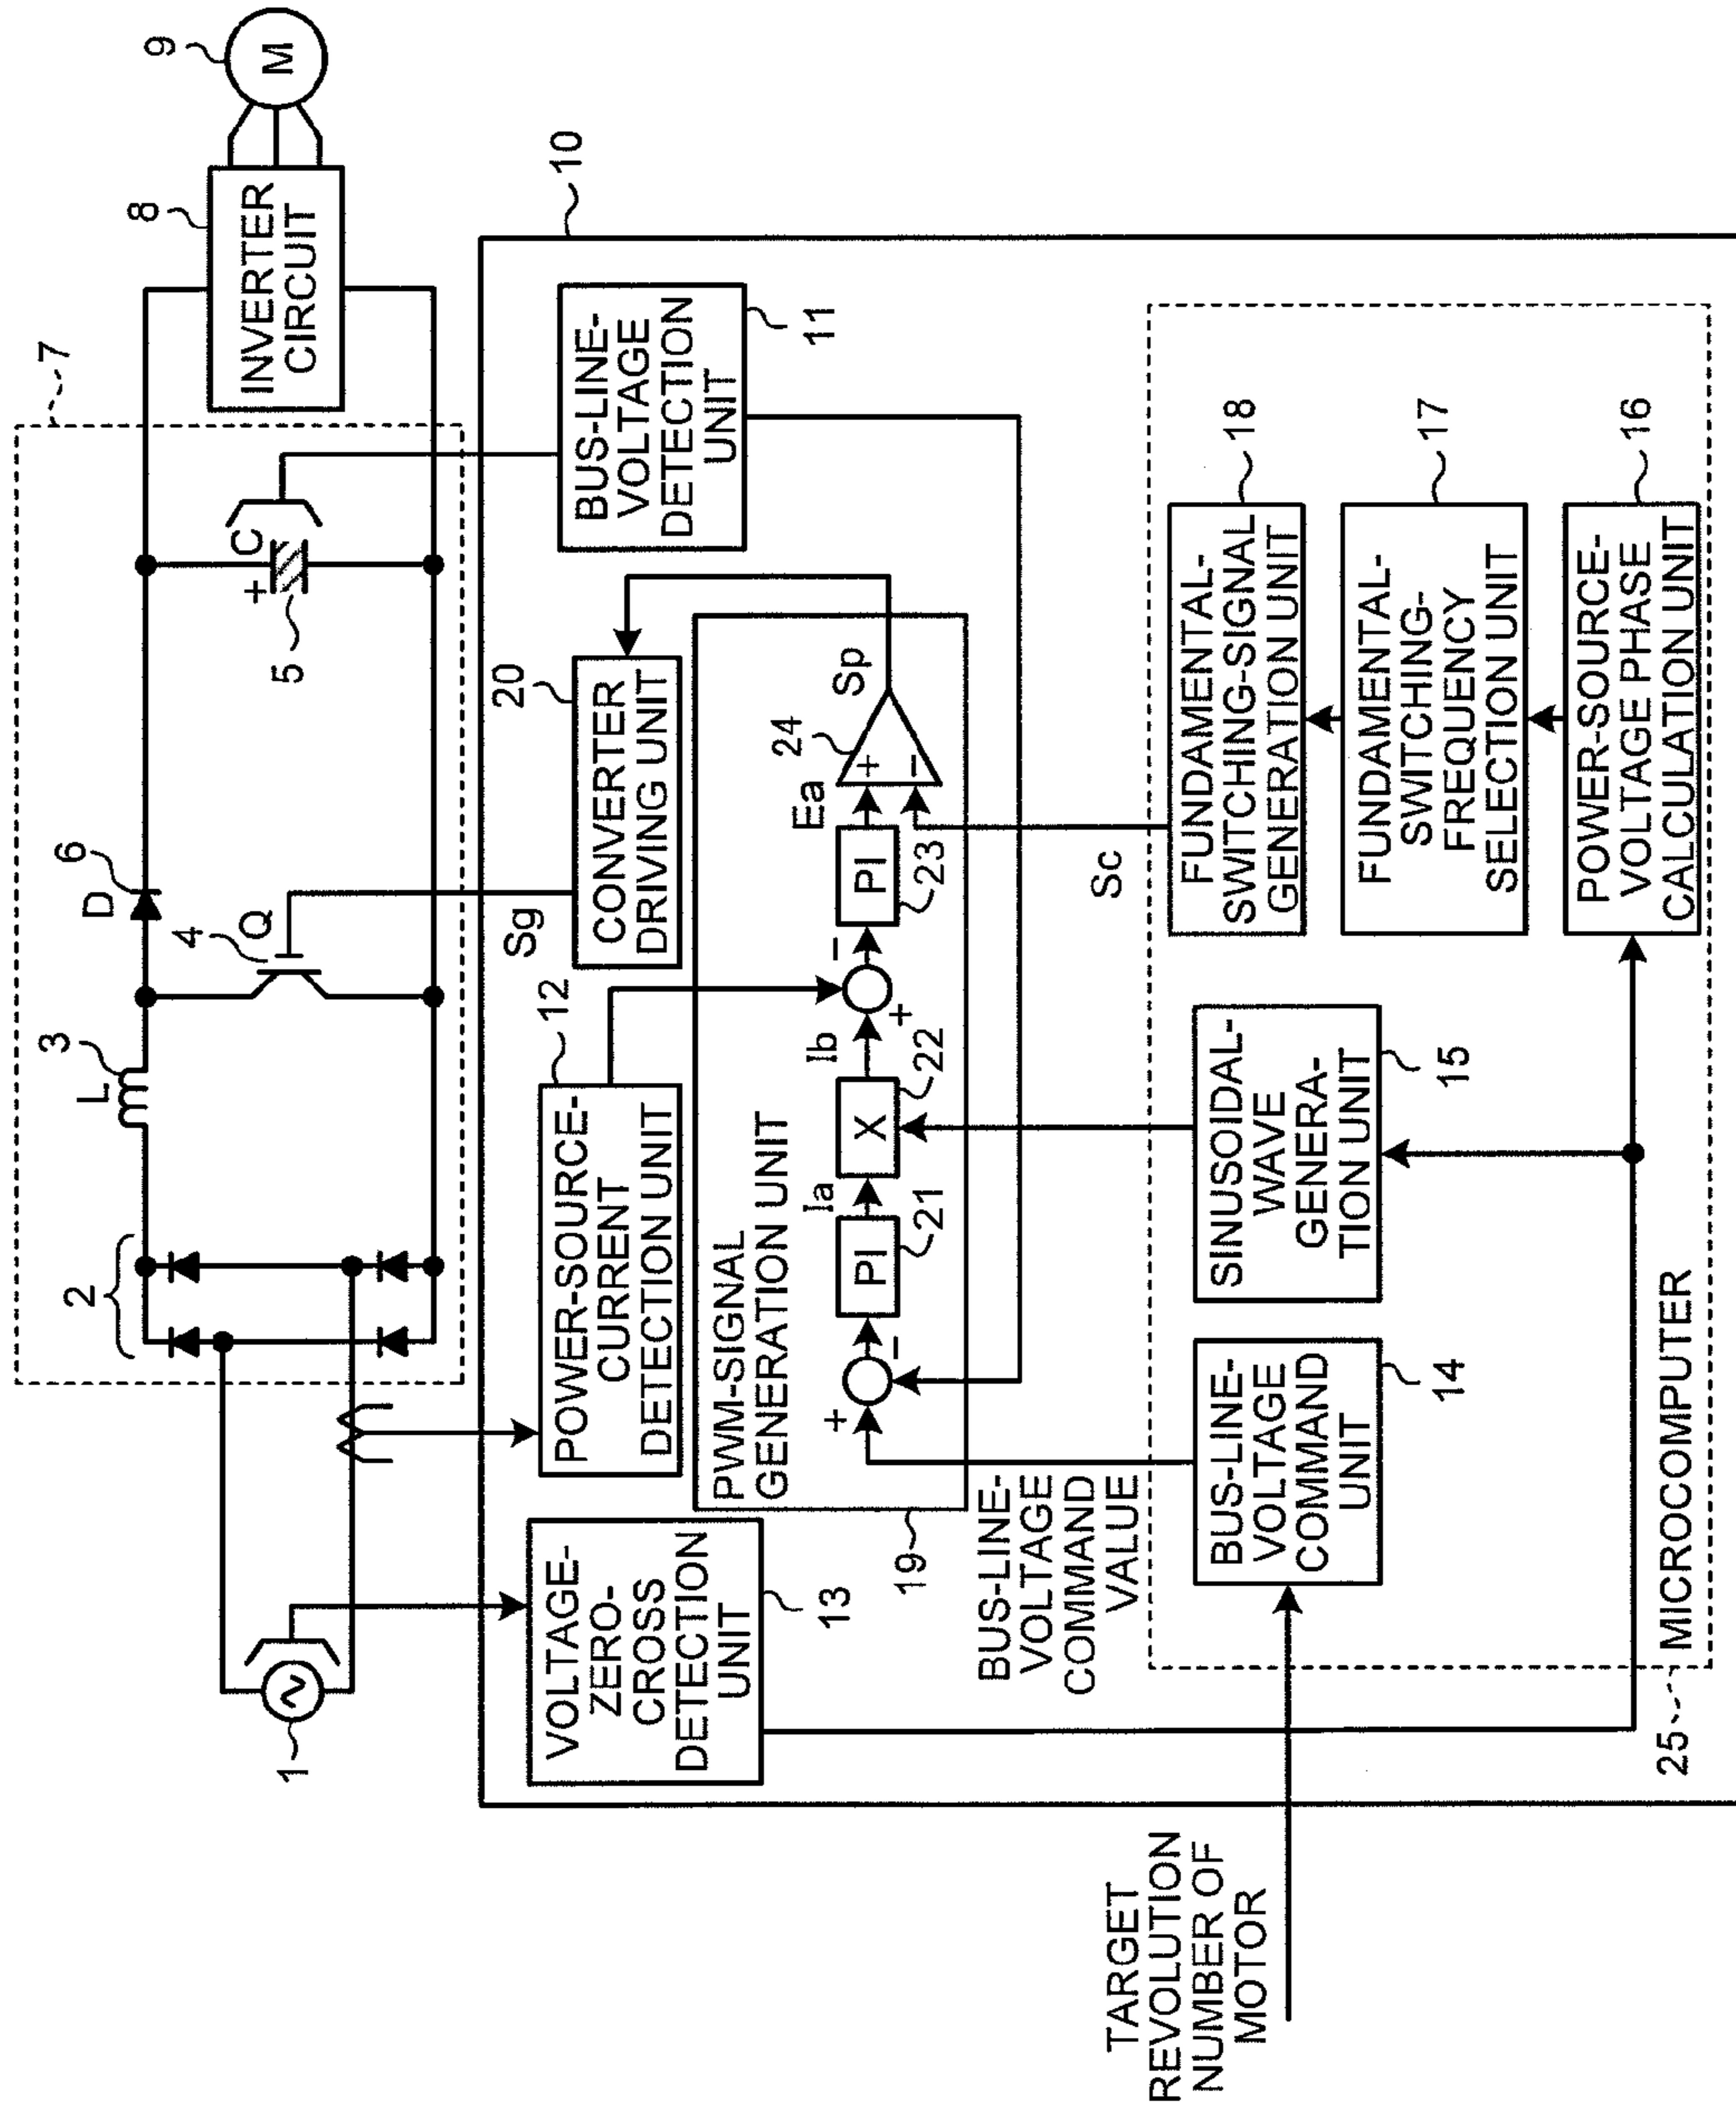 1
2
L
3
D
6
4
Q
+
C
5
7
8
INVERTER
CIRCUIT
9
M
10
VOLTAGE-
ZERO-
CROSS
DETECTION
UNIT
13
POWER-SOURCE-
CURRENT
DETECTION UNIT
12
Sg
CONVERTER
DRIVING UNIT
20
BUS-LINE-
VOLTAGE
DETECTION
UNIT
11
PWM-SIGNAL
GENERATION UNIT
19
+
−
PI
21
Ia
X
22
Ib
+
−
PI
23
Ea
24
+
−
Sp
BUS-LINE-
VOLTAGE
COMMAND
VALUE
Sc
TARGET
REVOLUTION
NUMBER OF
MOTOR
BUS-LINE-
VOLTAGE
COMMAND
UNIT
14
SINUSOIDAL-
WAVE
GENERA-
TION UNIT
15
FUNDAMENTAL-
SWITCHING-SIGNAL
GENERATION UNIT
18
FUNDAMENTAL-
SWITCHING-
FREQUENCY
SELECTION UNIT
17
POWER-SOURCE-
VOLTAGE PHASE
CALCULATION UNIT
16
MICROCOMPUTER
25